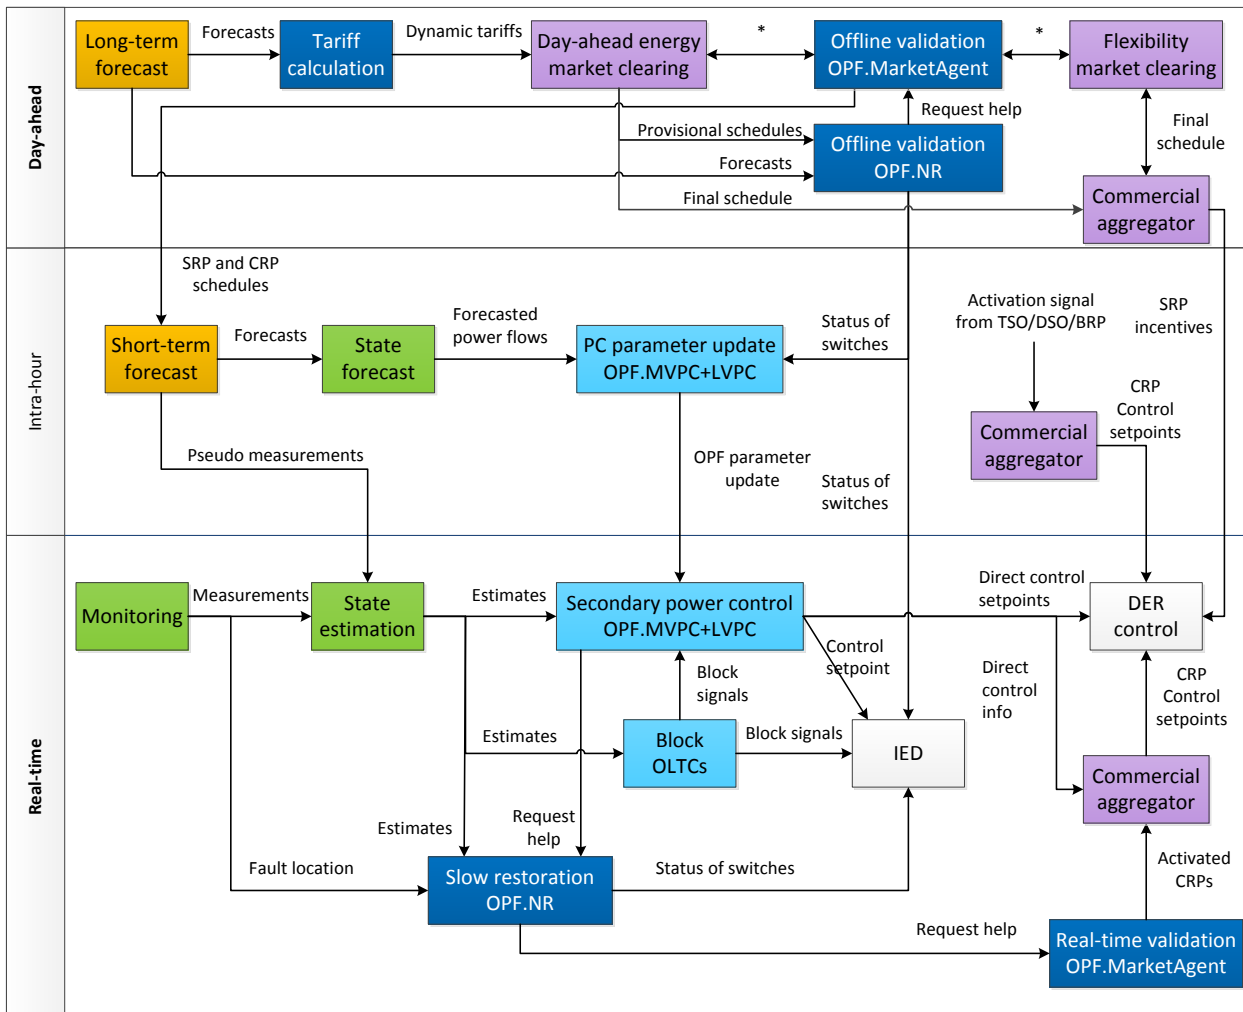 Day-ahead
Long-term
forecast
Forecasts
Tariff
calculation
Dynamic tariffs
Day-ahead energy
market clearing
*
Offline validation
OPF.MarketAgent
*
Flexibility
market clearing
Request help
Provisional schedules
Forecasts
Offline validation
OPF.NR
Final
schedule
Final schedule
Commercial
aggregator
Intra-hour
SRP and CRP
schedules
Short-term
forecast
Forecasts
State
forecast
Forecasted
power flows
PC parameter update
OPF.MVPC+LVPC
Status of
switches
Activation signal
from TSO/DSO/BRP
SRP
incentives
Commercial
aggregator
CRP
Control
setpoints
Pseudo measurements
OPF parameter
update
Status of
switches
Real-time
Monitoring
Measurements
State
estimation
Estimates
Secondary power control
OPF.MVPC+LVPC
Direct control
setpoints
DER
control
Control
setpoint
Block
signals
Direct
control
info
CRP
Control
setpoints
Estimates
Block
OLTCs
Block signals
IED
Commercial
aggregator
Estimates
Request
help
Fault location
Slow restoration
OPF.NR
Status of switches
Activated
CRPs
Request help
Real-time validation
OPF.MarketAgent